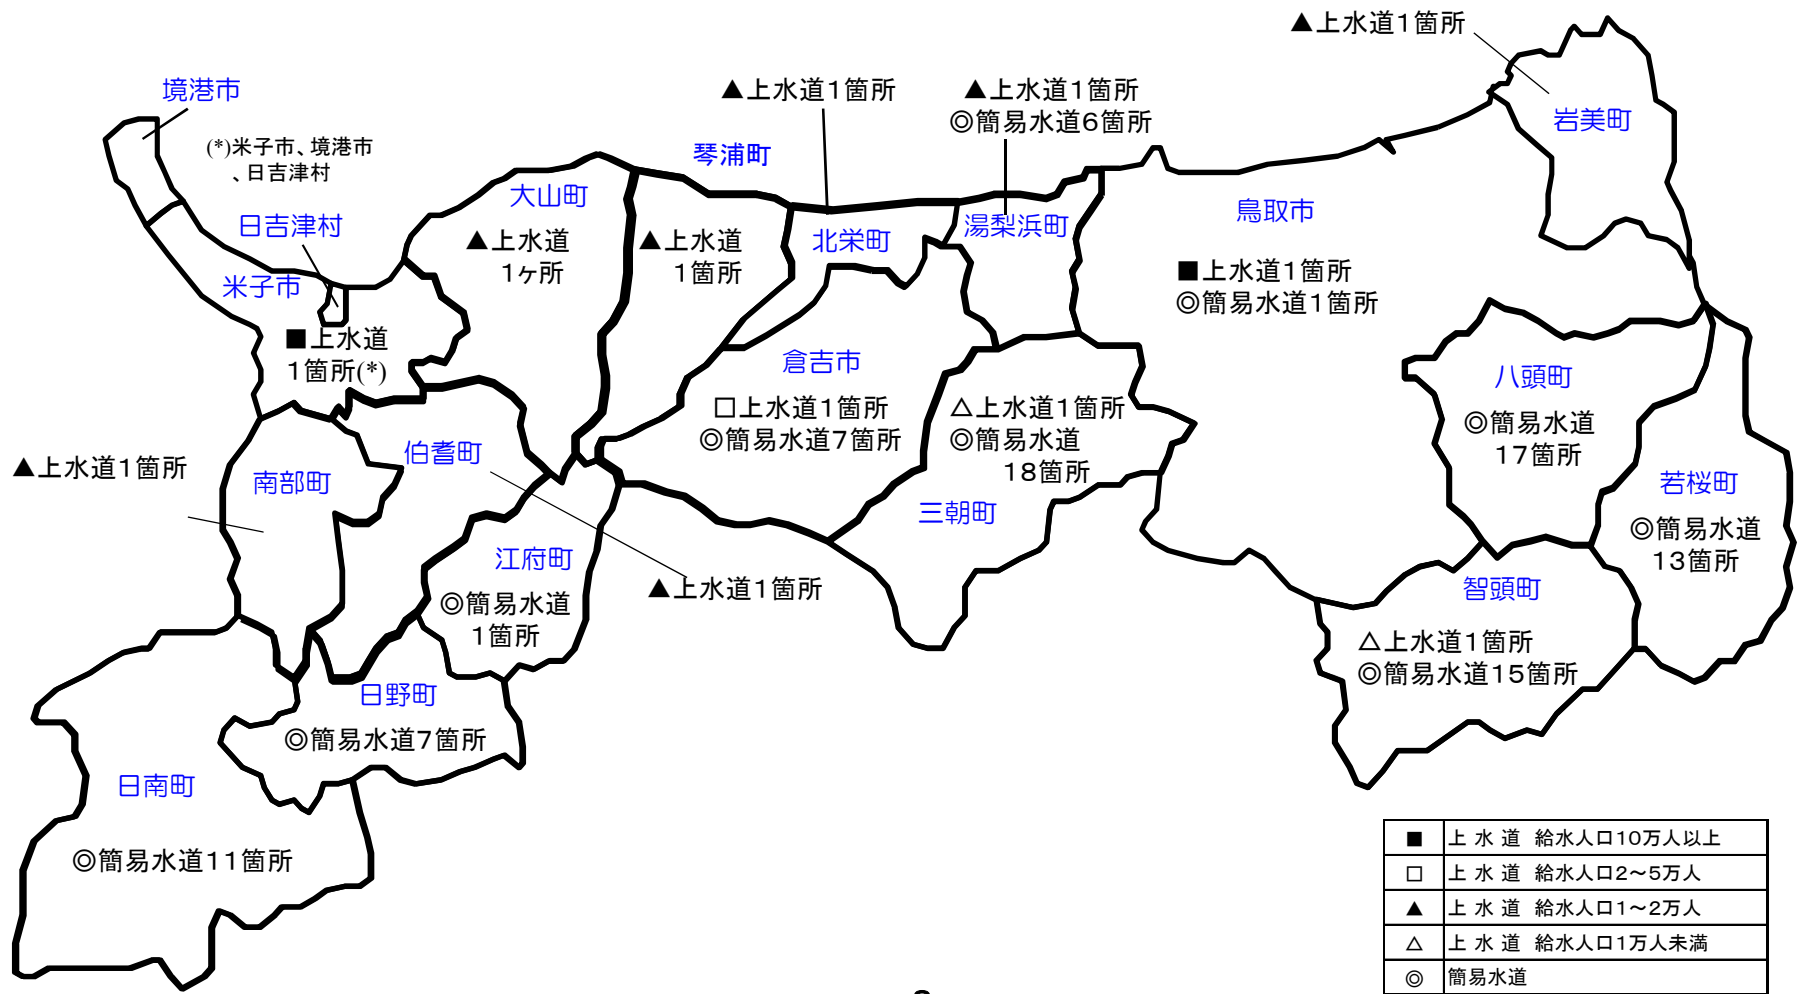 ▲上水道1箇所
岩美町
境港市
(*)米子市、境港市
、日吉津村
日吉津村
米子市
■上水道
1箇所(*)
大山町
▲上水道
1ヶ所
琴浦町
▲上水道
1箇所
▲上水道1箇所
北栄町
▲上水道1箇所
◎簡易水道6箇所
湯梨浜町
鳥取市
■上水道1箇所
◎簡易水道1箇所
倉吉市
□上水道1箇所
◎簡易水道7箇所
△上水道1箇所
◎簡易水道
18箇所
三朝町
八頭町
◎簡易水道
17箇所
若桜町
◎簡易水道
13箇所
智頭町
△上水道1箇所
◎簡易水道15箇所
▲上水道1箇所
南部町
伯耆町
▲上水道1箇所
江府町
◎簡易水道
1箇所
日野町
◎簡易水道7箇所
日南町
◎簡易水道11箇所
■ 上 水 道 給水人口10万人以上
□ 上 水 道 給水人口2～5万人
▲ 上 水 道 給水人口1～2万人
△ 上 水 道 給水人口1万人未満
◎ 簡易水道